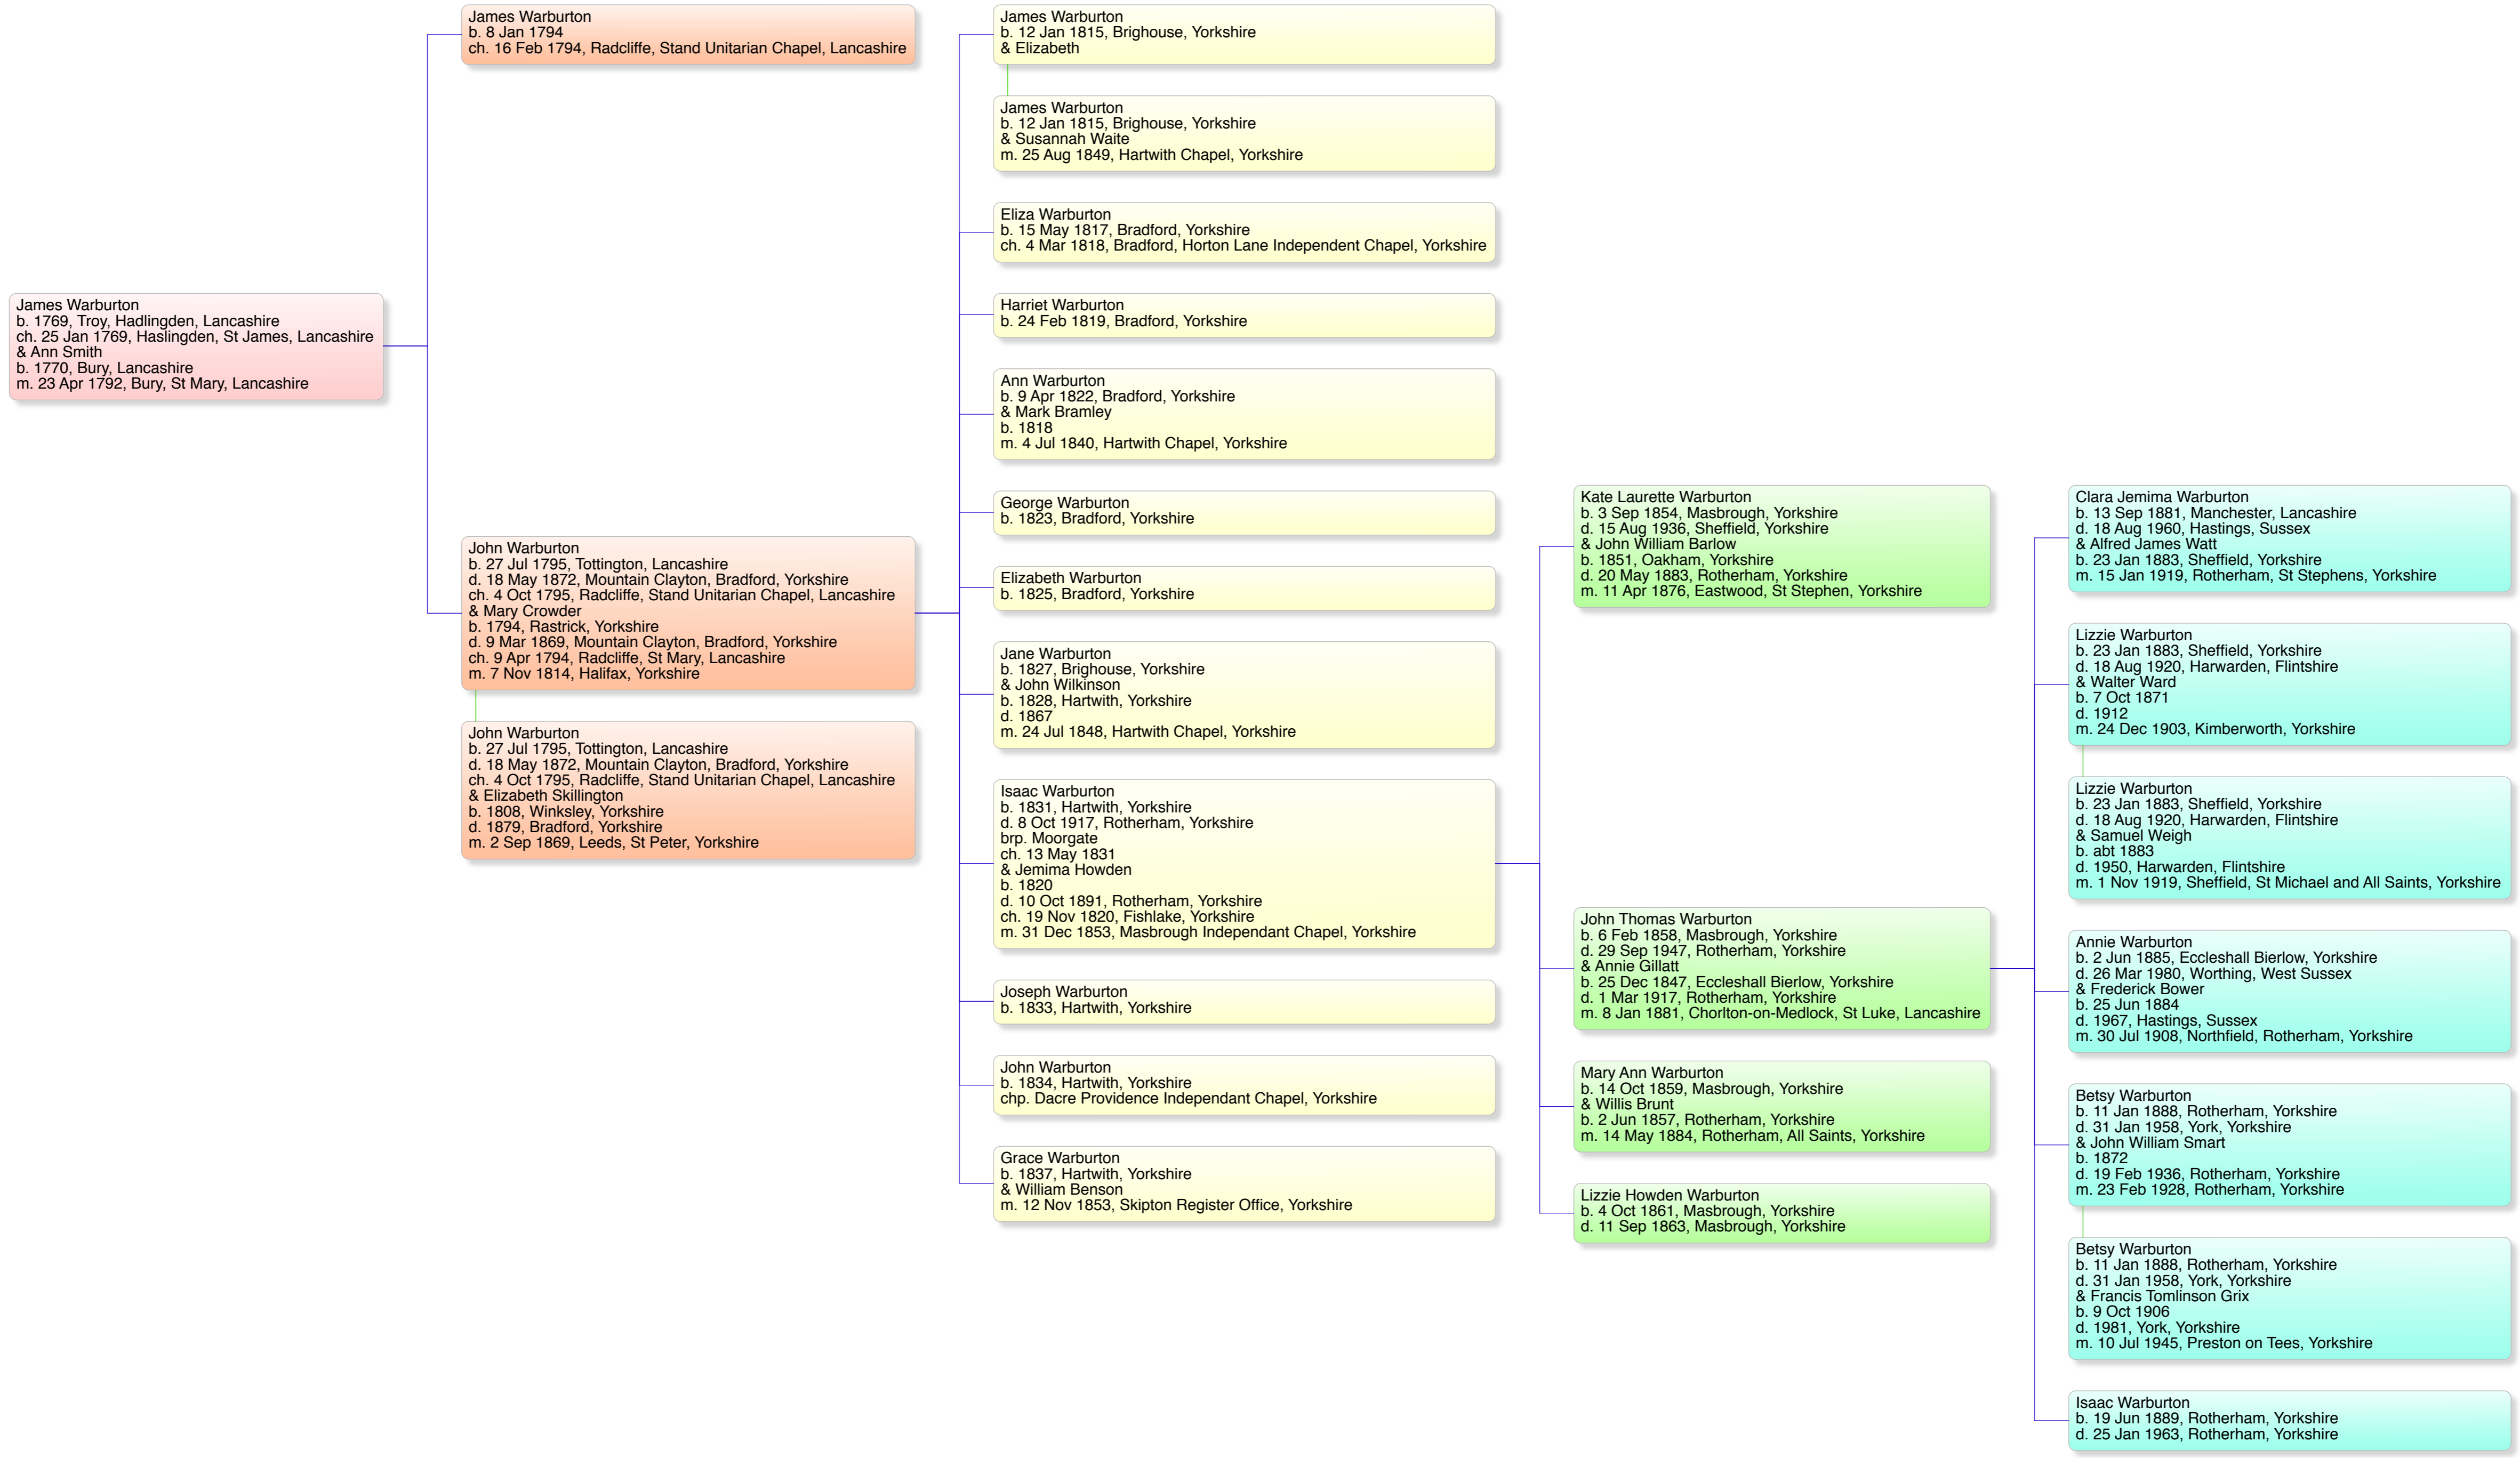 James Warburton
b. 1769, Troy, Hadlingden, Lancashire
ch. 25 Jan 1769, Haslingden, St James, Lancashire
& Ann Smith
b. 1770, Bury, Lancashire
m. 23 Apr 1792, Bury, St Mary, Lancashire
James Warburton
b. 8 Jan 1794
ch. 16 Feb 1794, Radcliffe, Stand Unitarian Chapel, Lancashire
John Warburton
b. 27 Jul 1795, Tottington, Lancashire
d. 18 May 1872, Mountain Clayton, Bradford, Yorkshire
ch. 4 Oct 1795, Radcliffe, Stand Unitarian Chapel, Lancashire
& Mary Crowder
b. 1794, Rastrick, Yorkshire
d. 9 Mar 1869, Mountain Clayton, Bradford, Yorkshire
ch. 9 Apr 1794, Radcliffe, St Mary, Lancashire
m. 7 Nov 1814, Halifax, Yorkshire
John Warburton
b. 27 Jul 1795, Tottington, Lancashire
d. 18 May 1872, Mountain Clayton, Bradford, Yorkshire
ch. 4 Oct 1795, Radcliffe, Stand Unitarian Chapel, Lancashire
& Elizabeth Skillington
b. 1808, Winksley, Yorkshire
d. 1879, Bradford, Yorkshire
m. 2 Sep 1869, Leeds, St Peter, Yorkshire
James Warburton
b. 12 Jan 1815, Brighouse, Yorkshire
& Elizabeth
James Warburton
b. 12 Jan 1815, Brighouse, Yorkshire
& Susannah Waite
m. 25 Aug 1849, Hartwith Chapel, Yorkshire
Eliza Warburton
b. 15 May 1817, Bradford, Yorkshire
ch. 4 Mar 1818, Bradford, Horton Lane Independent Chapel, Yorkshire
Harriet Warburton
b. 24 Feb 1819, Bradford, Yorkshire
Ann Warburton
b. 9 Apr 1822, Bradford, Yorkshire
& Mark Bramley
b. 1818
m. 4 Jul 1840, Hartwith Chapel, Yorkshire
George Warburton
b. 1823, Bradford, Yorkshire
Elizabeth Warburton
b. 1825, Bradford, Yorkshire
Jane Warburton
b. 1827, Brighouse, Yorkshire
& John Wilkinson
b. 1828, Hartwith, Yorkshire
d. 1867
m. 24 Jul 1848, Hartwith Chapel, Yorkshire
Isaac Warburton
b. 1831, Hartwith, Yorkshire
d. 8 Oct 1917, Rotherham, Yorkshire
brp. Moorgate
ch. 13 May 1831
& Jemima Howden
b. 1820
d. 10 Oct 1891, Rotherham, Yorkshire
ch. 19 Nov 1820, Fishlake, Yorkshire
m. 31 Dec 1853, Masbrough Independant Chapel, Yorkshire
Joseph Warburton
b. 1833, Hartwith, Yorkshire
John Warburton
b. 1834, Hartwith, Yorkshire
chp. Dacre Providence Independant Chapel, Yorkshire
Grace Warburton
b. 1837, Hartwith, Yorkshire
& William Benson
m. 12 Nov 1853, Skipton Register Office, Yorkshire
Kate Laurette Warburton
b. 3 Sep 1854, Masbrough, Yorkshire
d. 15 Aug 1936, Sheffield, Yorkshire
& John William Barlow
b. 1851, Oakham, Yorkshire
d. 20 May 1883, Rotherham, Yorkshire
m. 11 Apr 1876, Eastwood, St Stephen, Yorkshire
John Thomas Warburton
b. 6 Feb 1858, Masbrough, Yorkshire
d. 29 Sep 1947, Rotherham, Yorkshire
& Annie Gillatt
b. 25 Dec 1847, Eccleshall Bierlow, Yorkshire
d. 1 Mar 1917, Rotherham, Yorkshire
m. 8 Jan 1881, Chorlton-on-Medlock, St Luke, Lancashire
Mary Ann Warburton
b. 14 Oct 1859, Masbrough, Yorkshire
& Willis Brunt
b. 2 Jun 1857, Rotherham, Yorkshire
m. 14 May 1884, Rotherham, All Saints, Yorkshire
Lizzie Howden Warburton
b. 4 Oct 1861, Masbrough, Yorkshire
d. 11 Sep 1863, Masbrough, Yorkshire
Clara Jemima Warburton
b. 13 Sep 1881, Manchester, Lancashire
d. 18 Aug 1960, Hastings, Sussex
& Alfred James Watt
b. 23 Jan 1883, Sheffield, Yorkshire
m. 15 Jan 1919, Rotherham, St Stephens, Yorkshire
Lizzie Warburton
b. 23 Jan 1883, Sheffield, Yorkshire
d. 18 Aug 1920, Harwarden, Flintshire
& Walter Ward
b. 7 Oct 1871
d. 1912
m. 24 Dec 1903, Kimberworth, Yorkshire
Lizzie Warburton
b. 23 Jan 1883, Sheffield, Yorkshire
d. 18 Aug 1920, Harwarden, Flintshire
& Samuel Weigh
b. abt 1883
d. 1950, Harwarden, Flintshire
m. 1 Nov 1919, Sheffield, St Michael and All Saints, Yorkshire
Annie Warburton
b. 2 Jun 1885, Eccleshall Bierlow, Yorkshire
d. 26 Mar 1980, Worthing, West Sussex
& Frederick Bower
b. 25 Jun 1884
d. 1967, Hastings, Sussex
m. 30 Jul 1908, Northfield, Rotherham, Yorkshire
Betsy Warburton
b. 11 Jan 1888, Rotherham, Yorkshire
d. 31 Jan 1958, York, Yorkshire
& John William Smart
b. 1872
d. 19 Feb 1936, Rotherham, Yorkshire
m. 23 Feb 1928, Rotherham, Yorkshire
Betsy Warburton
b. 11 Jan 1888, Rotherham, Yorkshire
d. 31 Jan 1958, York, Yorkshire
& Francis Tomlinson Grix
b. 9 Oct 1906
d. 1981, York, Yorkshire
m. 10 Jul 1945, Preston on Tees, Yorkshire
Isaac Warburton
b. 19 Jun 1889, Rotherham, Yorkshire
d. 25 Jan 1963, Rotherham, Yorkshire